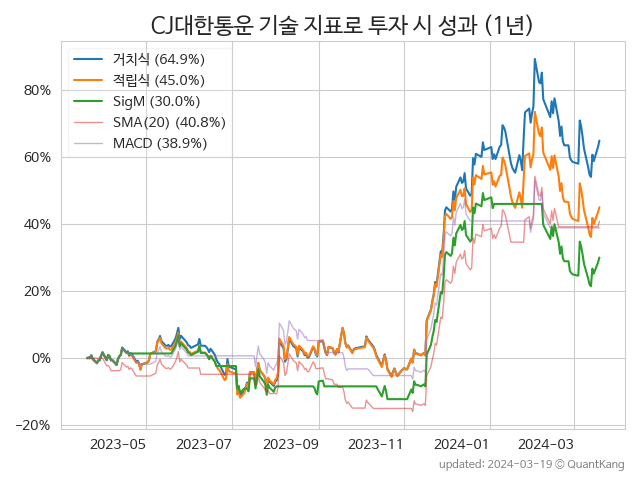 CJ대한통운 기술 지표로 투자 시 성과 (1년)
거치식 (64.9%)
적립식 (45.0%)
SigM (30.0%)
SMA(20) (40.8%)
MACD (38.9%)
80%
60%
40%
20%
0%
−20%
2023-05 2023-07 2023-09 2023-11 2024-01 2024-03
updated: 2024-03-19 © QuantKang